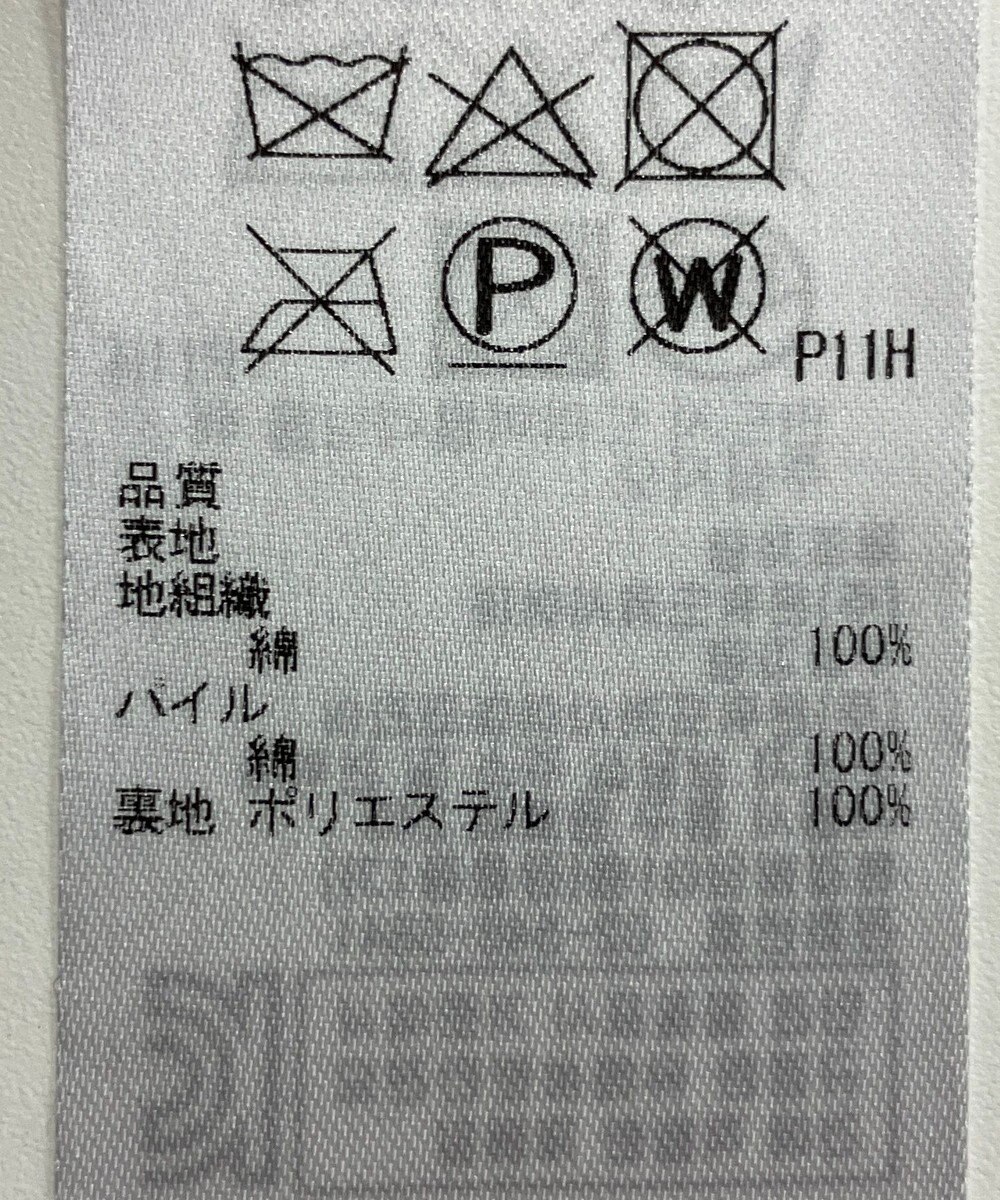 P
W
P11H
品質
表地
地組織
綿 100%
パイル
綿 100%
裏地 ポリエステル 100%